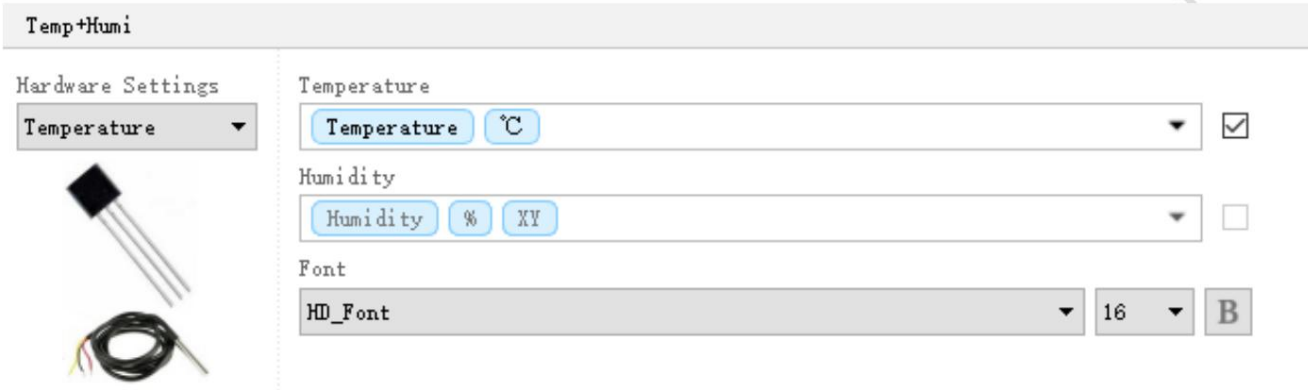 Temp+Humi
Hardware Settings
Temperature
Temperature
Temperature ℃
Humidity
Humidity % XY
Font
HD_Font 16 B